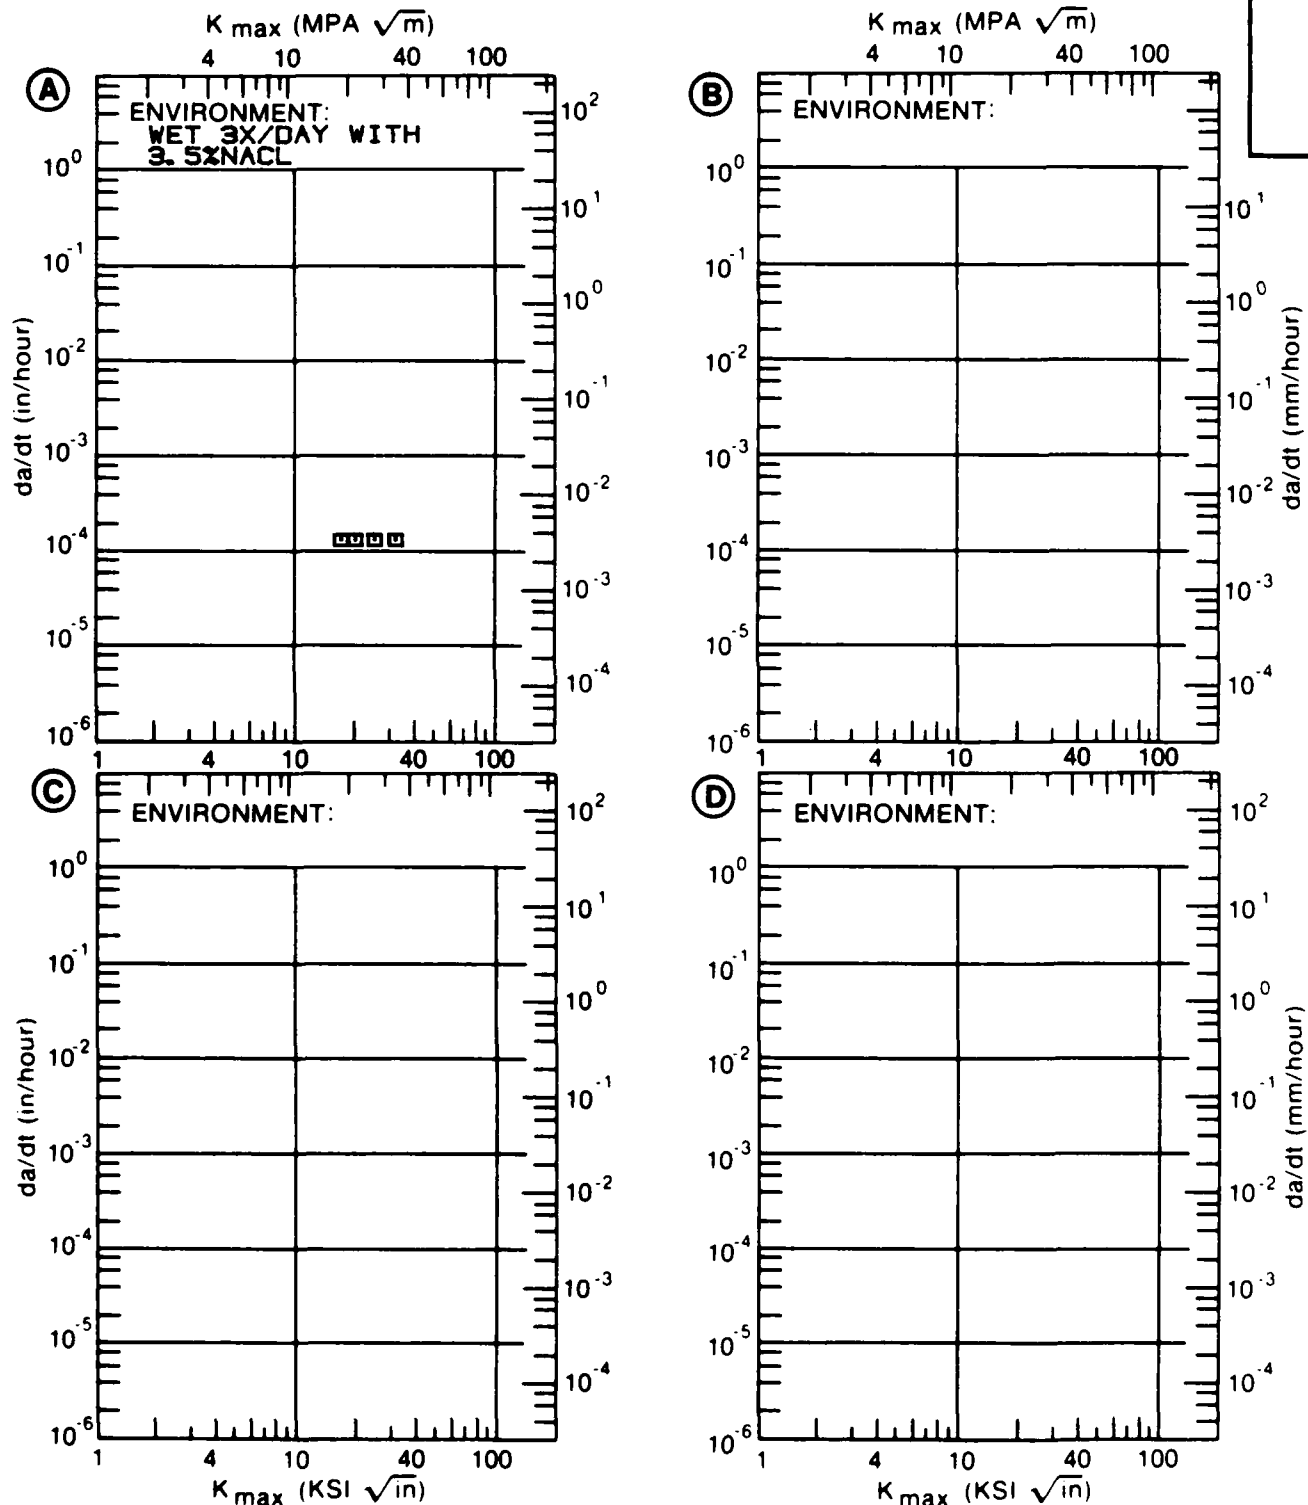 K max (MPA √m)
4 10 40 100
K max (MPA √m)
4 10 40 100
A
ENVIRONMENT:
WET 3X/DAY WITH
3.5%NACL
da/dt (in/hour)
10^0
10^-1
10^-2
10^-3
10^-4
10^-5
10^-6
10^2
10^1
10^0
10^-1
10^-2
10^-3
10^-4
1 4 10 40 100
B
ENVIRONMENT:
10^0
10^-1
10^-2
10^-3
10^-4
10^-5
10^-6
10^1
10^0
10^-1
10^-2
10^-3
10^-4
da/dt (mm/hour)
1 4 10 40 100
C
ENVIRONMENT:
da/dt (in/hour)
10^0
10^-1
10^-2
10^-3
10^-4
10^-5
10^-6
10^2
10^1
10^0
10^-1
10^-2
10^-3
10^-4
1 4 10 40 100
K max (KSI √in)
D
ENVIRONMENT:
10^0
10^-1
10^-2
10^-3
10^-4
10^-5
10^-6
10^2
10^1
10^0
10^-1
10^-2
10^-3
10^-4
da/dt (mm/hour)
1 4 10 40 100
K max (KSI √in)